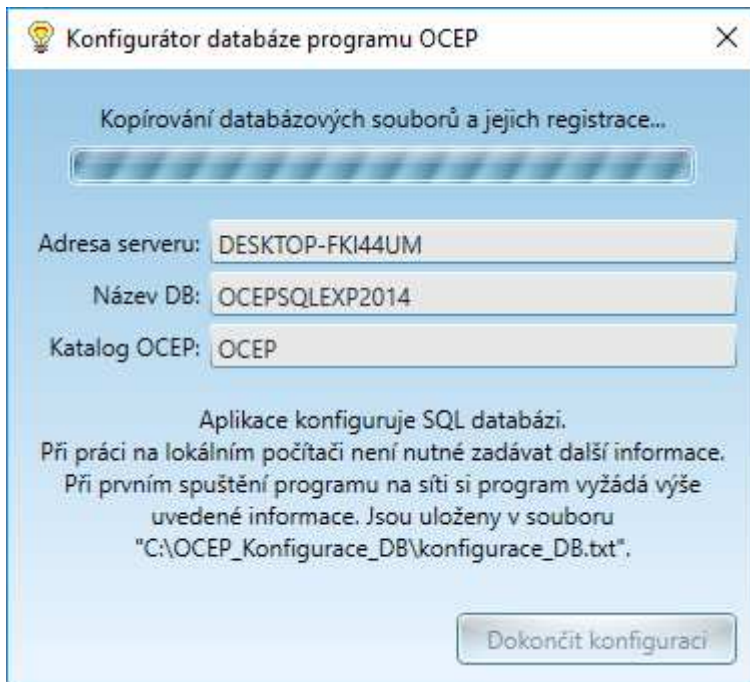 Konfigurátor databáze programu OCEP
Kopírování databázových souborů a jejich registrace...
Adresa serveru: DESKTOP-FKI44UM
Název DB: OCEPSQLEXP2014
Katalog OCEP: OCEP
Aplikace konfiguruje SQL databázi.
Při práci na lokálním počítači není nutné zadávat další informace.
Při prvním spuštění programu na síti si program vyžádá výše
uvedené informace. Jsou uloženy v souboru
"C:\OCEP_Konfigurace_DB\konfigurace_DB.txt".
Dokončit konfiguraci